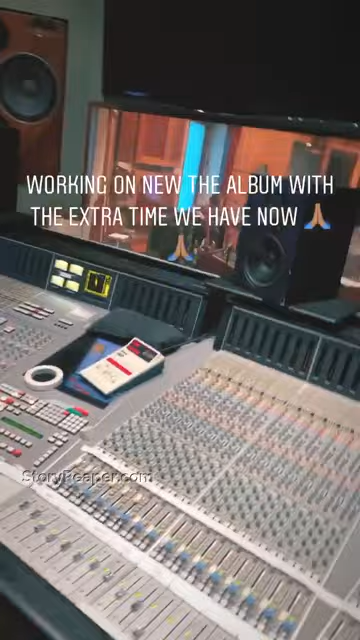 WORKING ON NEW THE ALBUM WITH
THE EXTRA TIME WE HAVE NOW 🙏
🙏
StoryReaper.com